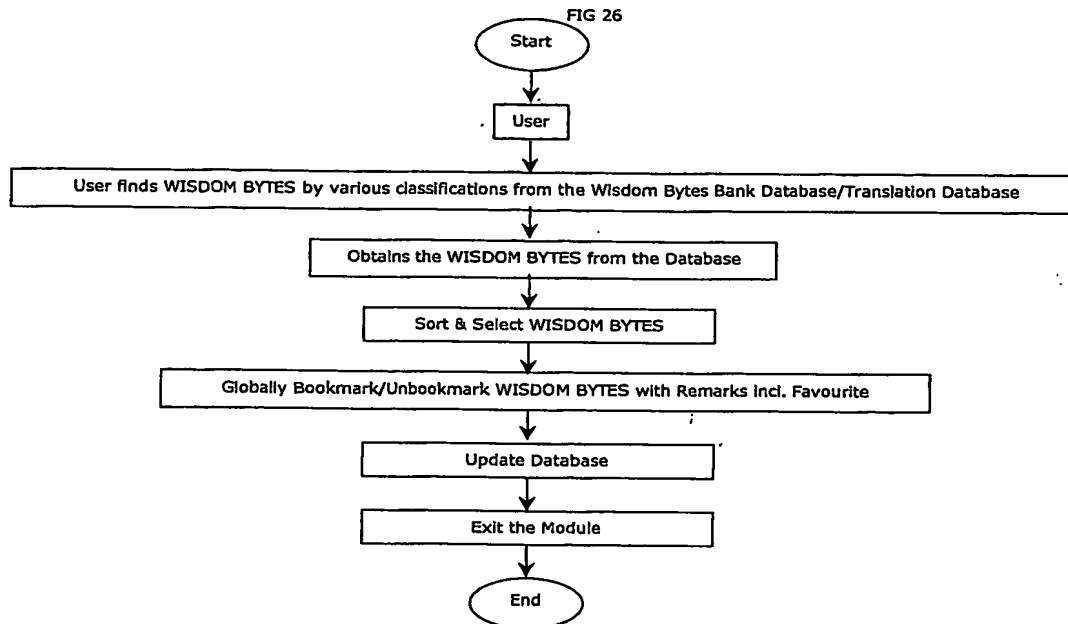 FIG 26
Start
User
User finds WISDOM BYTES by various classifications from the Wisdom Bytes Bank Database/Translation Database
Obtains the WISDOM BYTES from the Database
Sort & Select WISDOM BYTES
Globally Bookmark/Unbookmark WISDOM BYTES with Remarks incl. Favourite
Update Database
Exit the Module
End